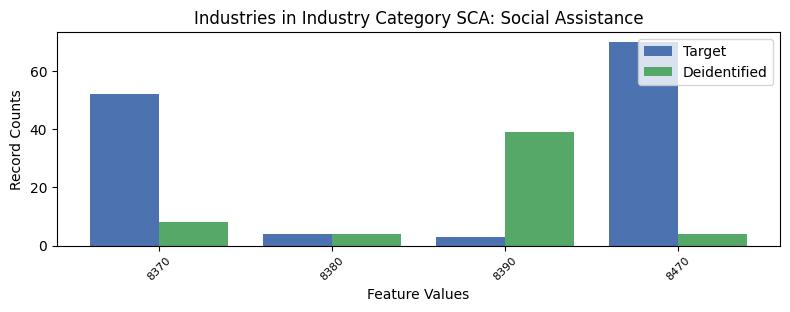 Industries in Industry Category SCA: Social Assistance
Target
Deidentified
Record Counts
60
40
20
0
8370
8380
8390
8470
Feature Values